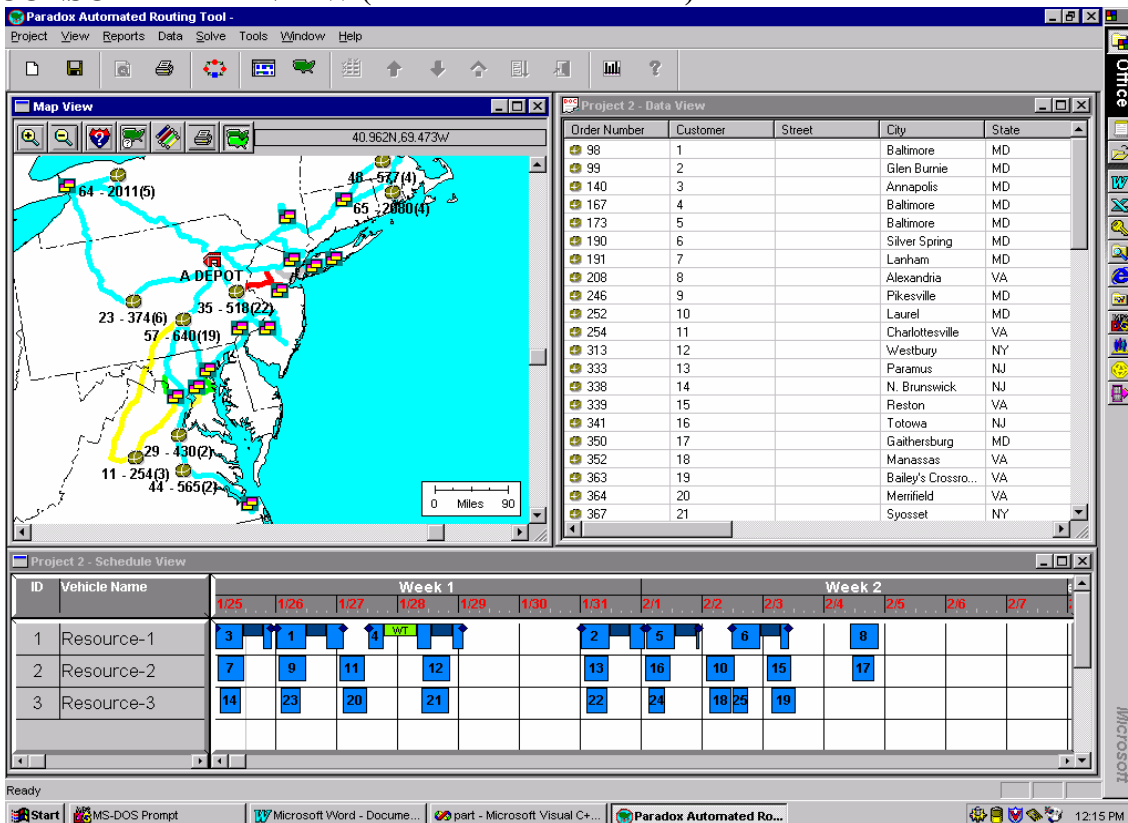 Paradox Automated Routing Tool -
Project View Reports Data Solve Tools Window Help
Office
Map View
40.962N,69.473W
64 - 2011(5)
48 - 577(4)
65 - 2080(4)
A DEPOT
35 - 518(22)
23 - 374(6)
57 - 640(19)
29 - 430(2)
11 - 254(3)
44 - 565(2)
0 Miles 90
Project 2 - Data View
Order Number Customer Street City State
98 1 Baltimore MD
99 2 Glen Burnie MD
140 3 Annapolis MD
167 4 Baltimore MD
173 5 Baltimore MD
190 6 Silver Spring MD
191 7 Lanham MD
208 8 Alexandria VA
246 9 Pikesville MD
252 10 Laurel MD
254 11 Charlottesville VA
313 12 Westbury NY
333 13 Paramus NJ
338 14 N. Brunswick NJ
339 15 Reston VA
341 16 Totowa NJ
350 17 Gaithersburg MD
352 18 Manassas VA
363 19 Bailey's Crossro... VA
364 20 Merrifield VA
367 21 Syosset NY
Project 2 - Schedule View
ID Vehicle Name Week 1 Week 2
1/25 1/26 1/27 1/28 1/29 1/30 1/31 2/1 2/2 2/3 2/4 2/5 2/6 2/7
1 Resource-1 3 1 4 WT 2 5 6 8
2 Resource-2 7 9 11 12 13 16 10 15 17
3 Resource-3 14 23 20 21 22 24 18 25 19
Microsoft
Ready
Start MS-DOS Prompt Microsoft Word - Docume... part - Microsoft Visual C+... Paradox Automated Ro... 12:15 PM